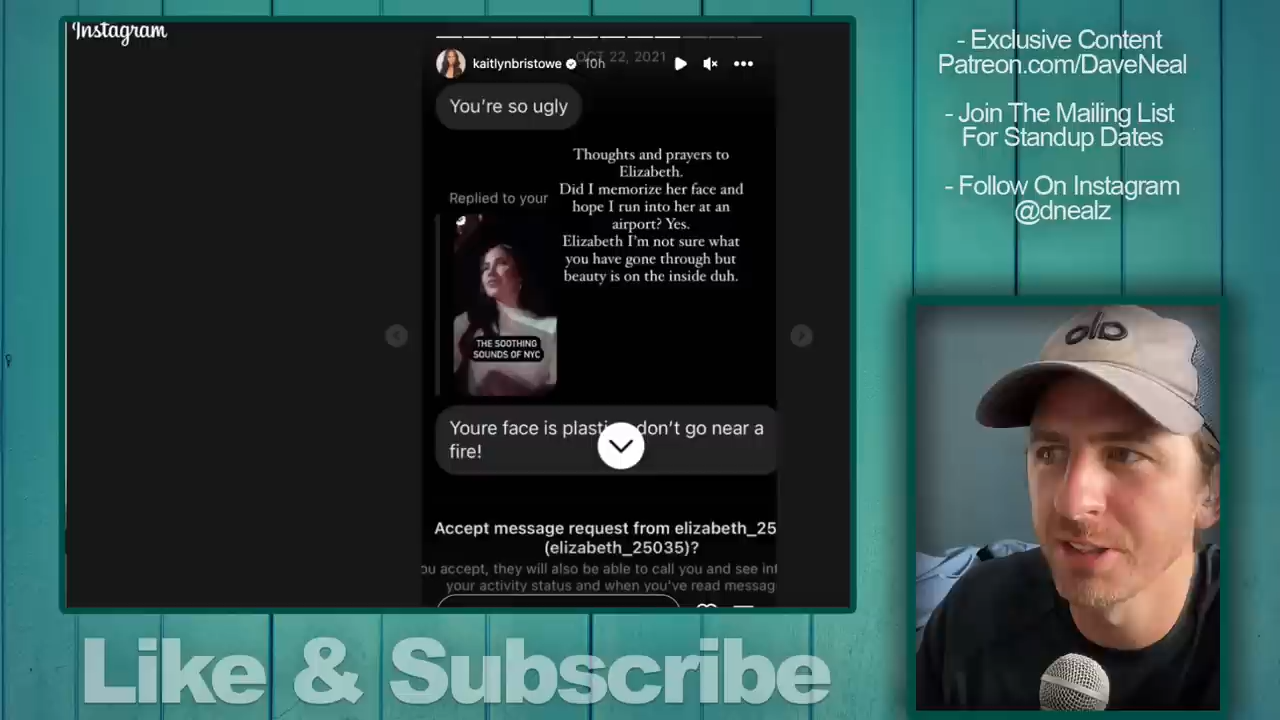 Instagram
OCT 22, 2021
kaitlynbristowe 10h
You're so ugly
Thoughts and prayers to
Elizabeth.
Did I memorize her face and
hope I run into her at an
airport? Yes.
Elizabeth I'm not sure what
you have gone through but
beauty is on the inside duh.
Replied to your
THE SOOTHING
SOUNDS OF NYC
Youre face is plasti don't go near a
fire!
Accept message request from elizabeth_25
(elizabeth_25035)?
ou accept, they will also be able to call you and see int
your activity status and when you've read messag
- Exclusive Content
Patreon.com/DaveNeal
- Join The Mailing List
For Standup Dates
- Follow On Instagram
@dnealz
Like & Subscribe